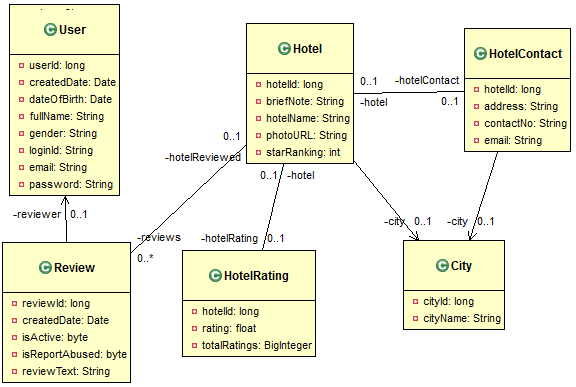 C User
userId: long
createdDate: Date
dateOfBirth: Date
fullName: String
gender: String
loginId: String
email: String
password: String
C Hotel
hotelId: long
briefNote: String
hotelName: String
photoURL: String
starRanking: int
C HotelContact
hotelId: long
address: String
contactNo: String
email: String
0..1
-hotelContact
-hotel
0..1
0..1
-hotelReviewed
0..1
-hotel
-reviewer
0..1
-reviews
0..*
-hotelRating
0..1
-city
0..1
-city
0..1
C Review
reviewId: long
createdDate: Date
isActive: byte
isReportAbused: byte
reviewText: String
C HotelRating
hotelId: long
rating: float
totalRatings: BigInteger
C City
cityId: long
cityName: String